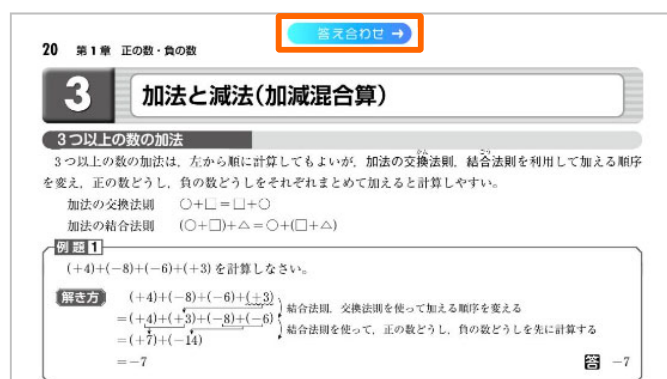 答え合わせ →
20 第1章 正の数・負の数
3 加法と減法(加減混合算)
3つ以上の数の加法
3つ以上の数の加法は,左から順に計算してもよいが,加法の交換法則,結合法則を利用して加える順序
を変え,正の数どうし,負の数どうしをそれぞれまとめて加えると計算しやすい。
加法の交換法則 ○+□=□+○
加法の結合法則 (○+□)+△=○+(□+△)
例題1
(+4)+(-8)+(-6)+(+3)を計算しなさい。
解き方 (+4)+(-8)+(-6)+(+3)
結合法則,交換法則を使って加える順序を変える
=(+4)+(+3)+(-8)+(-6)
結合法則を使って,正の数どうし,負の数どうしを先に計算する
=(+7)+(-14)
=-7 答 -7